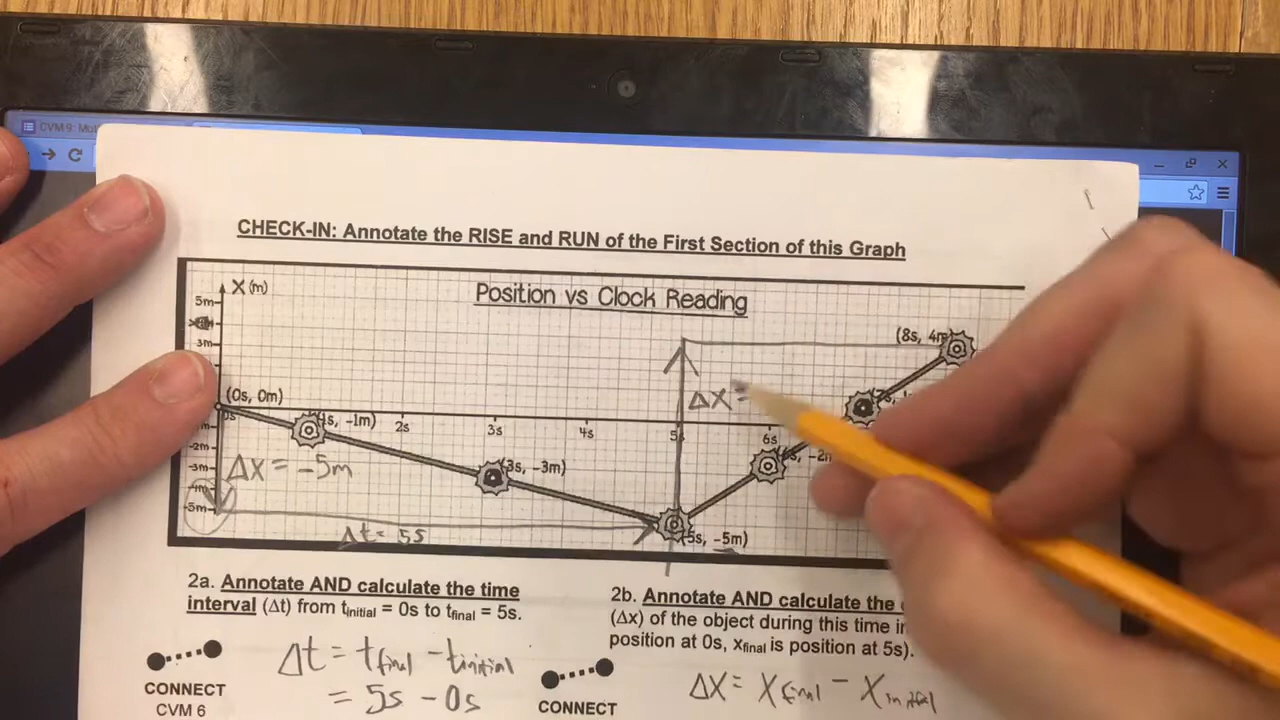 CVM 9: Mo
CHECK-IN: Annotate the RISE and RUN of the First Section of this Graph
X (m)
Position vs Clock Reading
5m
3m
(8s, 4m
(0s, 0m)
s, -1m)
2s
3s
4s
5s
6s
-2m
-3m
-4m
-5m
ΔX = -5m
(3s, -3m)
ΔX =
(5s, -5m)
Δt = 5s
2a. Annotate AND calculate the time
interval (Δt) from tinitial = 0s to tfinal = 5s.
Δt = tfinal - tinitial
= 5s - 0s
CONNECT
CVM 6
2b. Annotate AND calculate the
(Δx) of the object during this time in
position at 0s, xfinal is position at 5s).
ΔX = Xfinal - Xinitial
CONNECT